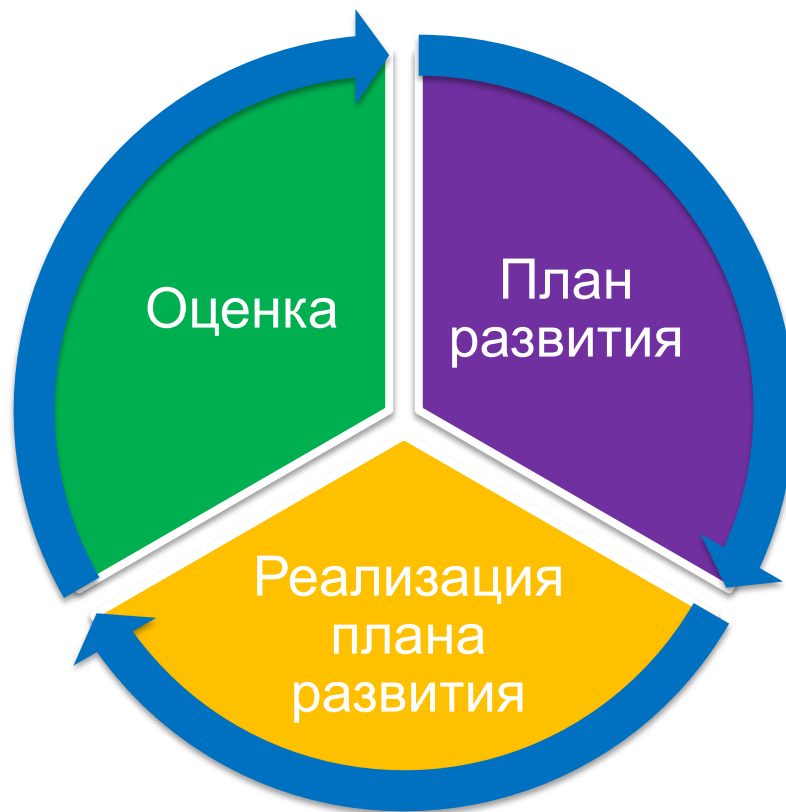 Оценка
План
развития
Реализация
плана
развития